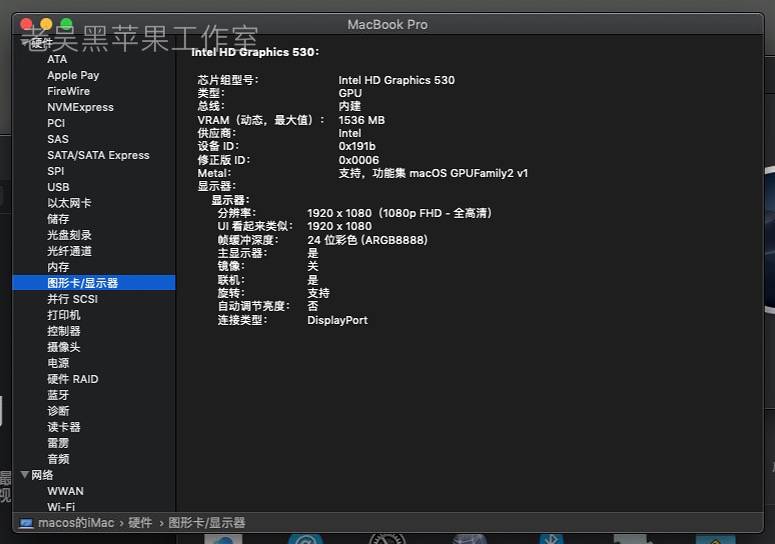 MacBook Pro
老吴黑苹果工作室
硬件
ATA
Apple Pay
FireWire
NVMExpress
PCI
SAS
SATA/SATA Express
SPI
USB
以太网卡
储存
光盘刻录
光纤通道
内存
图形卡/显示器
并行 SCSI
打印机
控制器
摄像头
电源
硬件 RAID
蓝牙
诊断
读卡器
雷雳
音频
网络
WWAN
Wi-Fi
Intel HD Graphics 530:
芯片组型号: Intel HD Graphics 530
类型: GPU
总线: 内建
VRAM（动态，最大值）: 1536 MB
供应商: Intel
设备 ID: 0x191b
修正版 ID: 0x0006
Metal: 支持，功能集 macOS GPUFamily2 v1
显示器:
显示器:
分辨率: 1920 x 1080（1080p FHD - 全高清）
UI 看起来类似: 1920 x 1080
帧缓冲深度: 24 位彩色 (ARGB8888)
主显示器: 是
镜像: 关
联机: 是
旋转: 支持
自动调节亮度: 否
连接类型: DisplayPort
macos的iMac › 硬件 › 图形卡/显示器